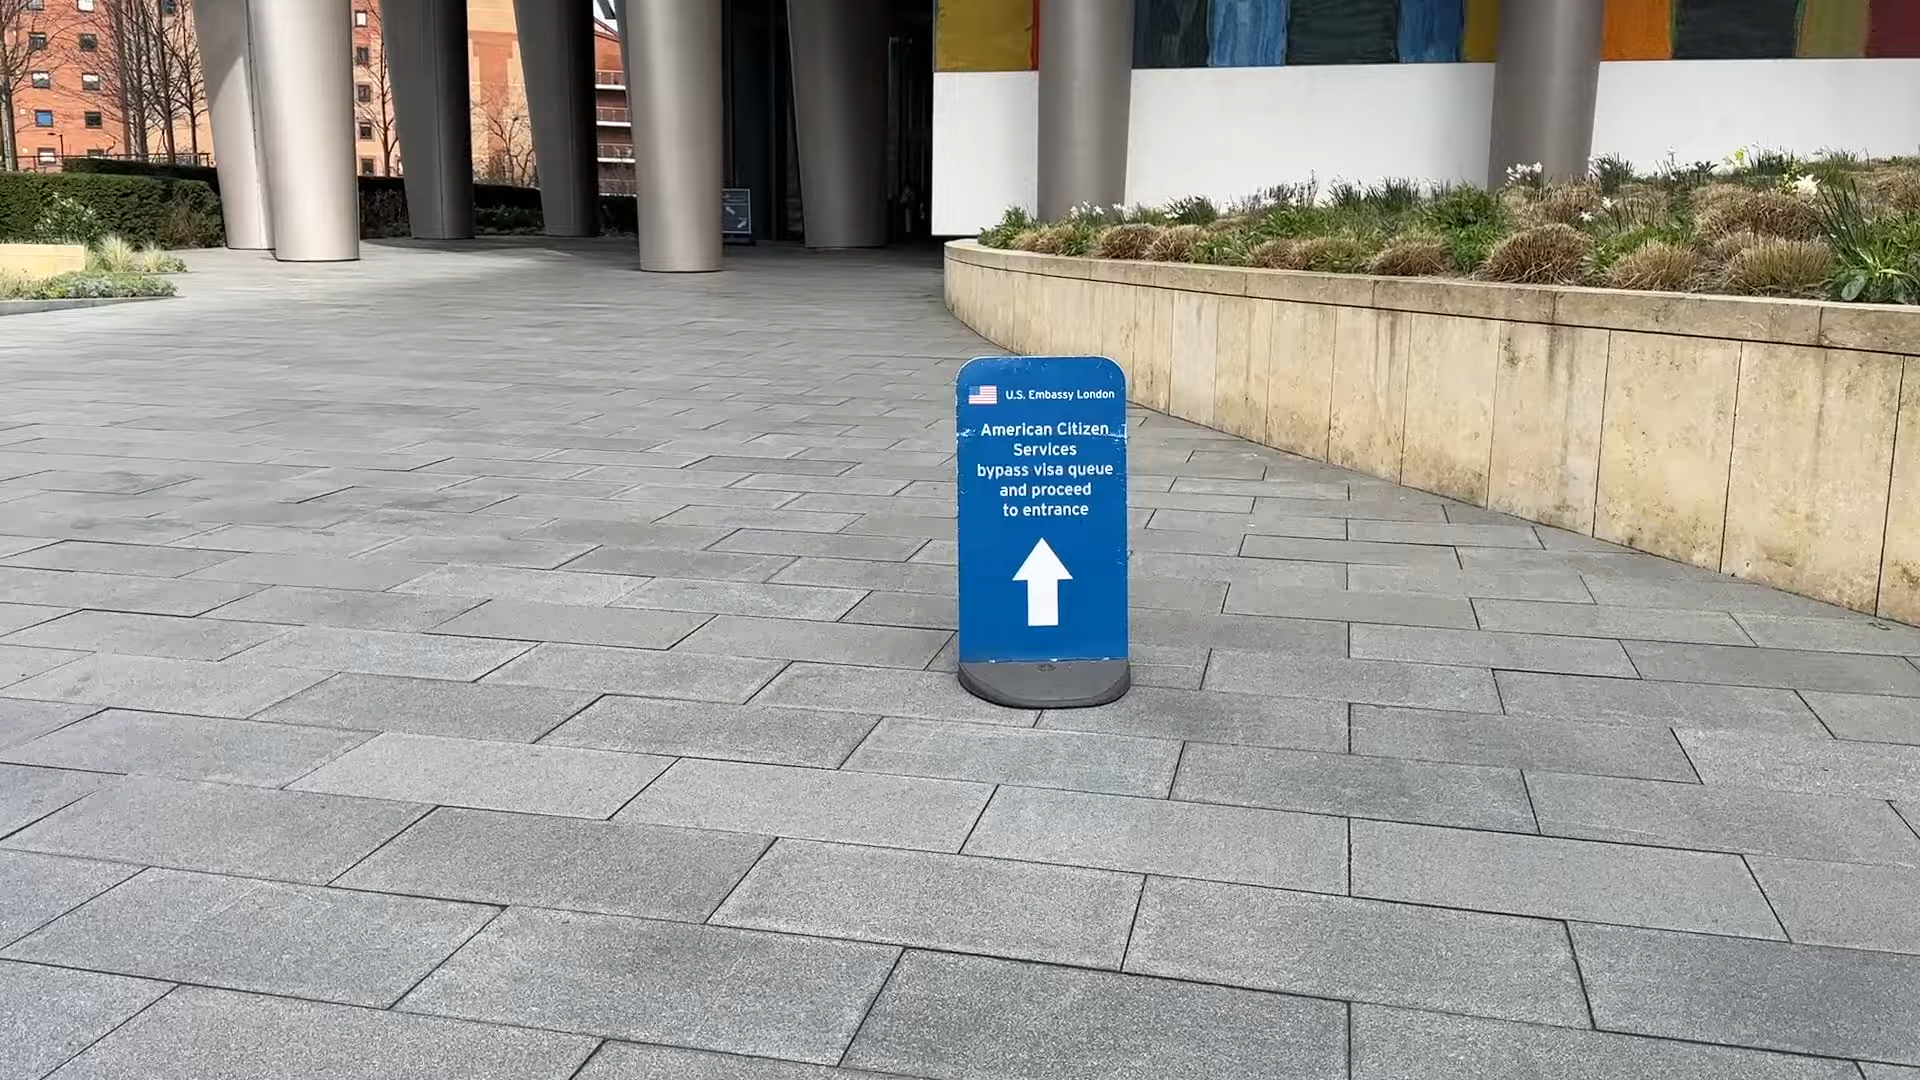 U.S. Embassy London
American Citizen
Services
bypass visa queue
and proceed
to entrance